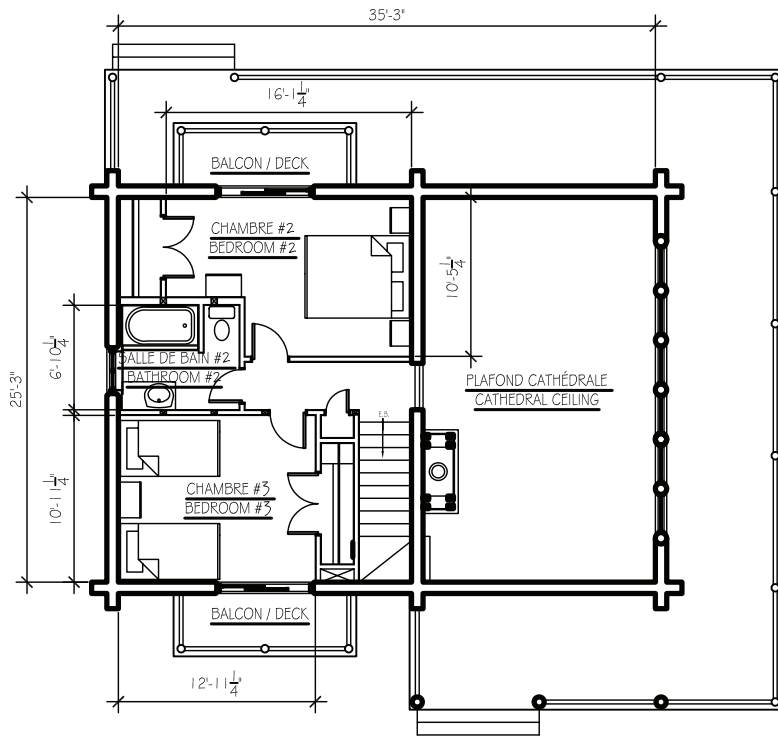 35'-3"
16'-1 1/4"
BALCON / DECK
CHAMBRE #2
BEDROOM #2
10'-5 1/4"
6'-10 1/4"
SALLE DE BAIN #2
BATHROOM #2
25'-3"
PLAFOND CATHÉDRALE
CATHEDRAL CEILING
E.B.
10'-11 1/4"
CHAMBRE #3
BEDROOM #3
BALCON / DECK
12'-11 1/4"